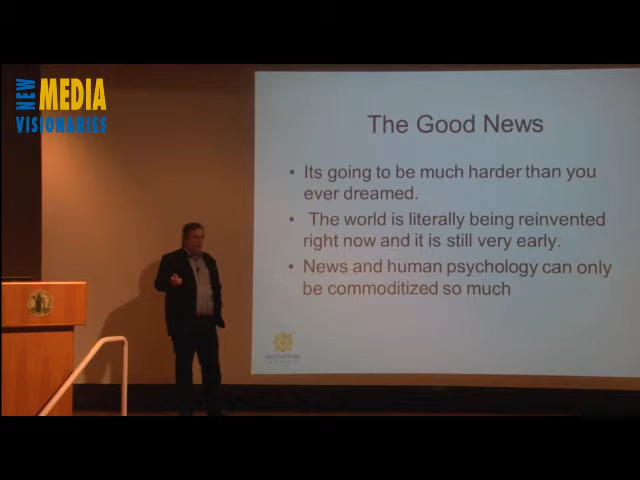 NEW
MEDIA
VISIONARIES
The Good News
• Its going to be much harder than you
ever dreamed.
• The world is literally being reinvented
right now and it is still very early.
• News and human psychology can only
be commoditized so much